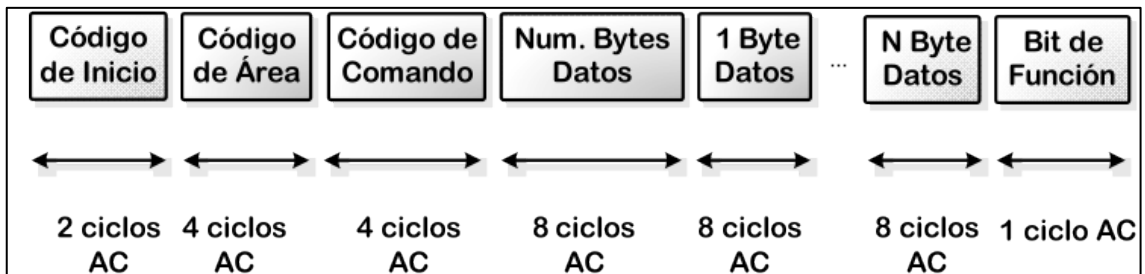 Código de Inicio
Código de Área
Código de Comando
Num. Bytes Datos
1 Byte Datos
...
N Byte Datos
Bit de Función
2 ciclos AC
4 ciclos AC
4 ciclos AC
8 ciclos AC
8 ciclos AC
8 ciclos AC
1 ciclo AC